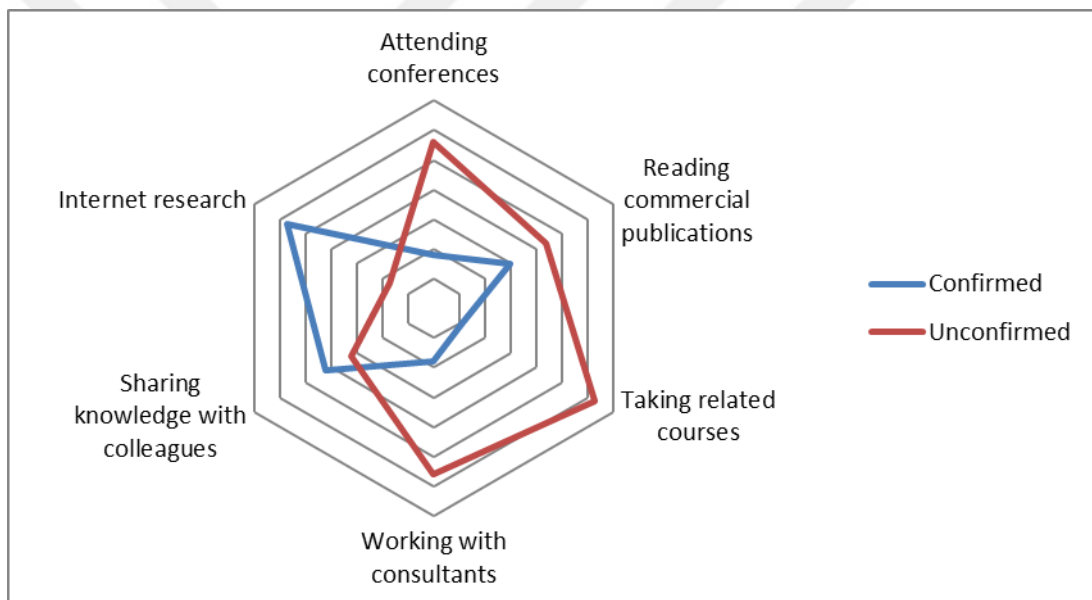 Attending
conferences
Reading
commercial
publications
Internet research
Confirmed
Unconfirmed
Taking related
courses
Sharing
knowledge with
colleagues
Working with
consultants